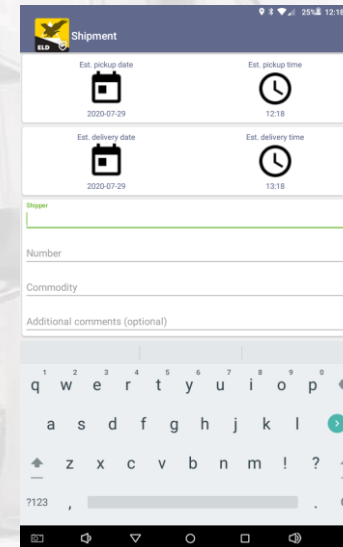 25% 12:18
ELD
Shipment
Est. pickup date Est. pickup time
2020-07-29 12:18
Est. delivery date Est. delivery time
2020-07-29 13:18
Shipper
Number
Commodity
Additional comments (optional)
1 2 3 4 5 6 7 8 9 0
q w e r t y u i o p
a s d f g h j k l
z x c v b n m ! ?
?123 , .